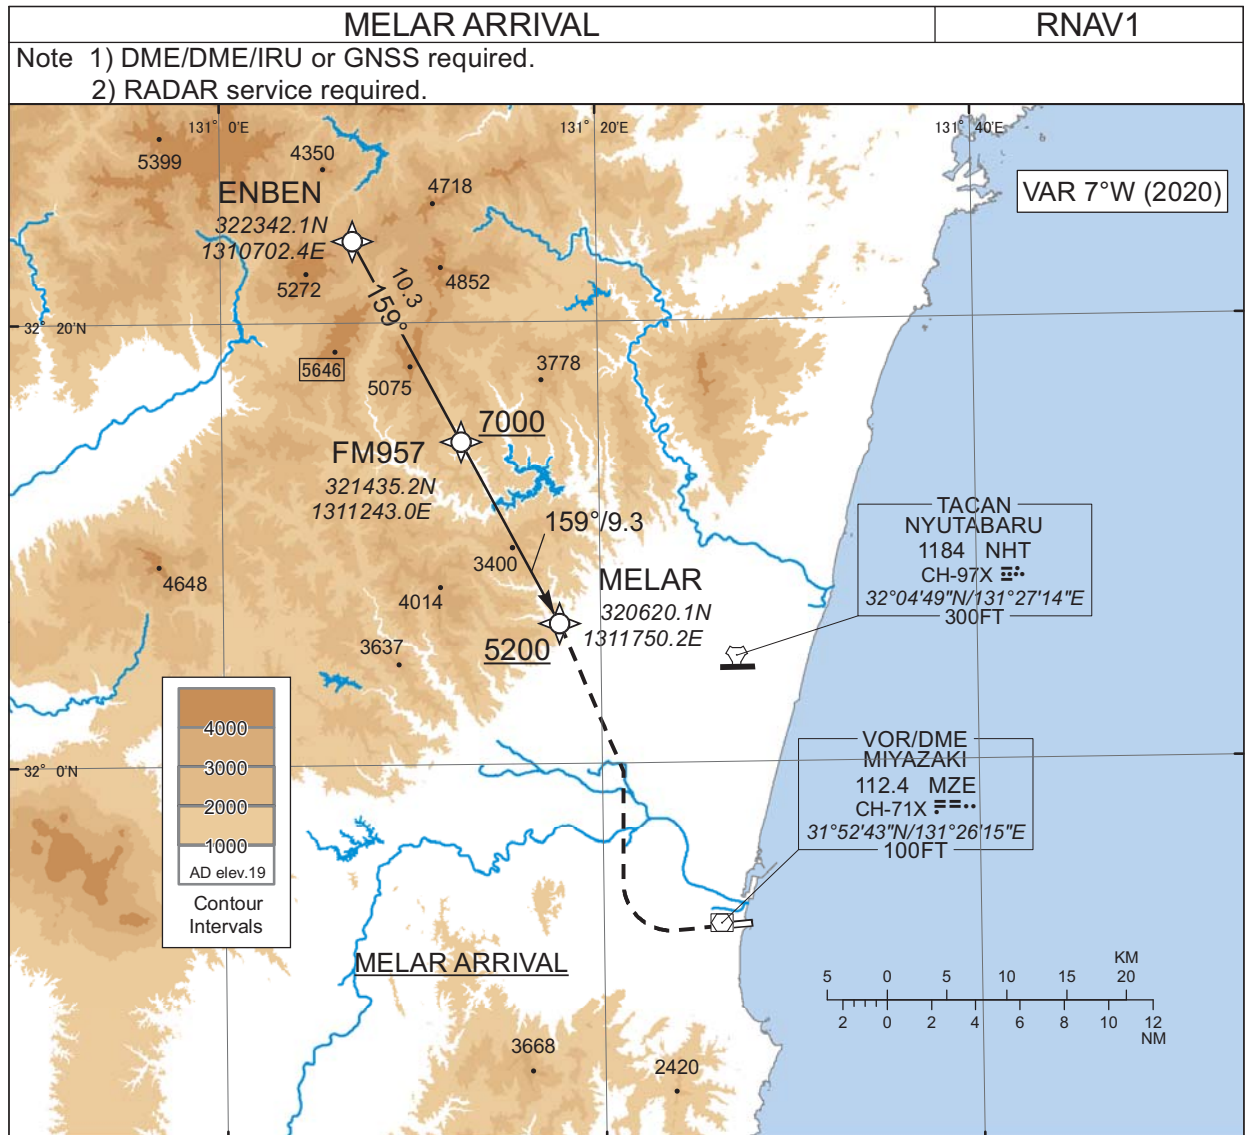 MELAR ARRIVAL
RNAV1
Note 1) DME/DME/IRU or GNSS required.
2) RADAR service required.
131° 0'E
131° 20'E
131° 40'E
VAR 7°W (2020)
5399
4350
4718
ENBEN
322342.1N
1310702.4E
5272
4852
10.3
159°
32° 20'N
5646
5075
3778
7000
FM957
321435.2N
1311243.0E
159°/9.3
3400
4648
4014
MELAR
320620.1N
1311750.2E
5200
3637
TACAN
NYUTABARU
1184 NHT
CH-97X
32°04'49"N/131°27'14"E
300FT
VOR/DME
MIYAZAKI
112.4 MZE
CH-71X
31°52'43"N/131°26'15"E
100FT
32° 0'N
4000
3000
2000
1000
AD elev.19
Contour
Intervals
MELAR ARRIVAL
KM
5 0 5 10 15 20
2 0 2 4 6 8 10 12
NM
3668
2420